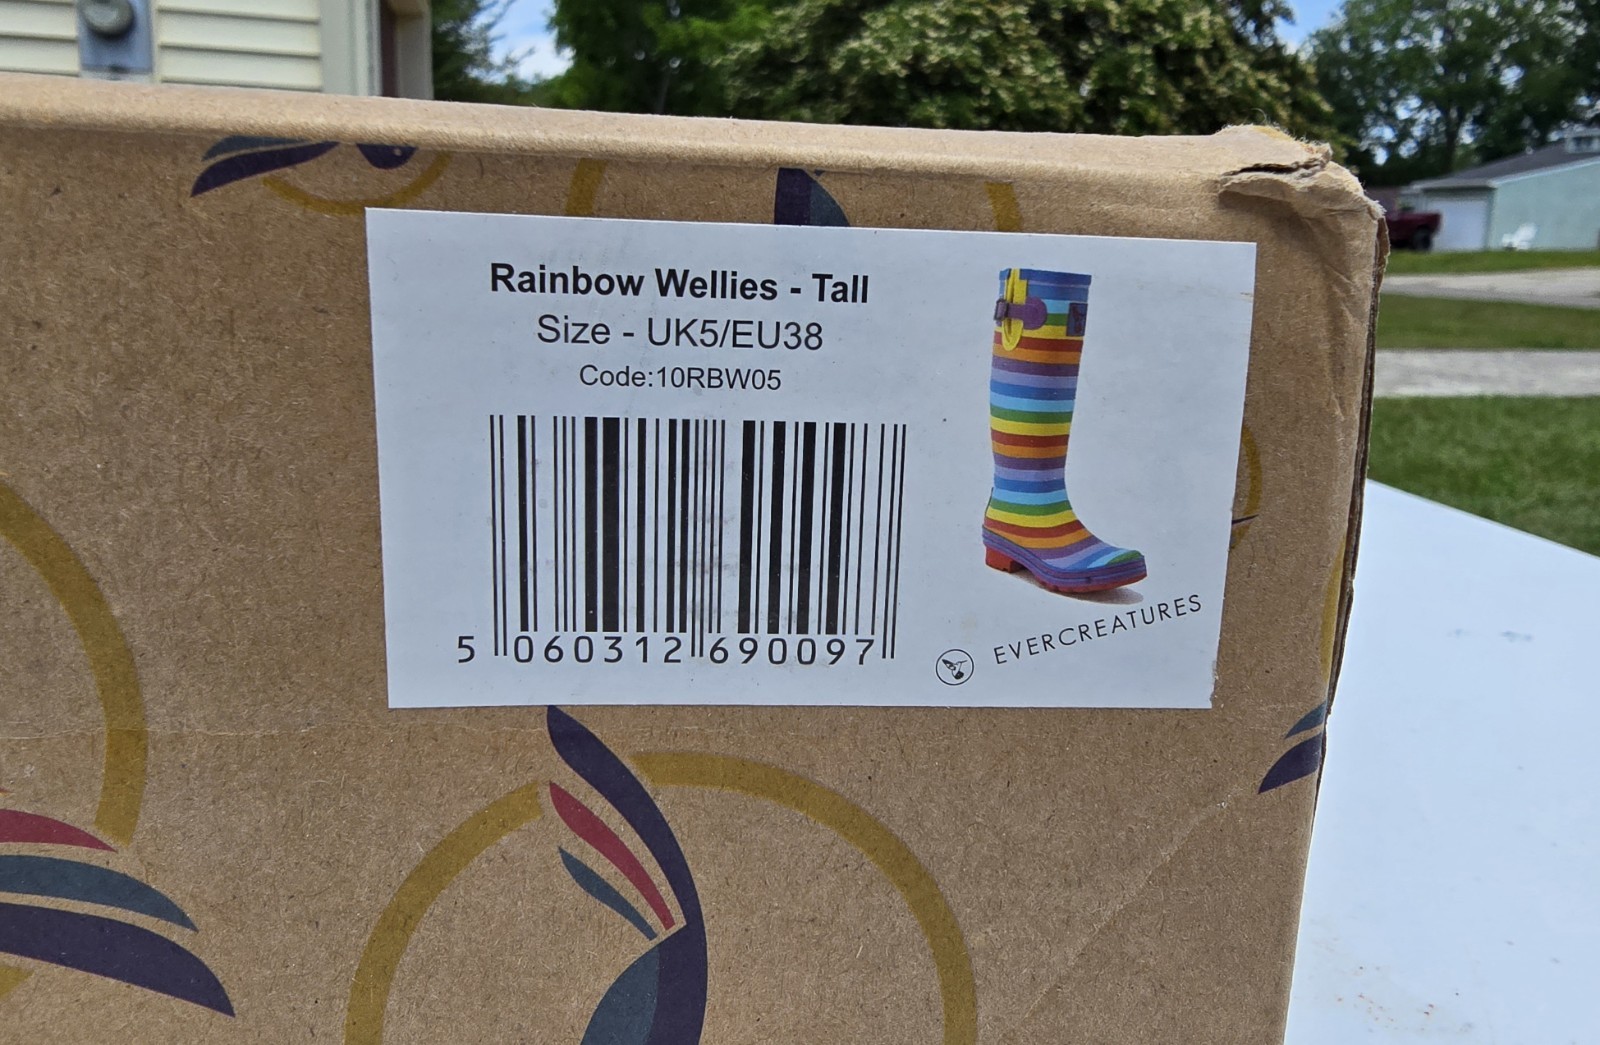 Rainbow Wellies - Tall
Size - UK5/EU38
Code:10RBW05
5 060312 690097
EVERCREATURES